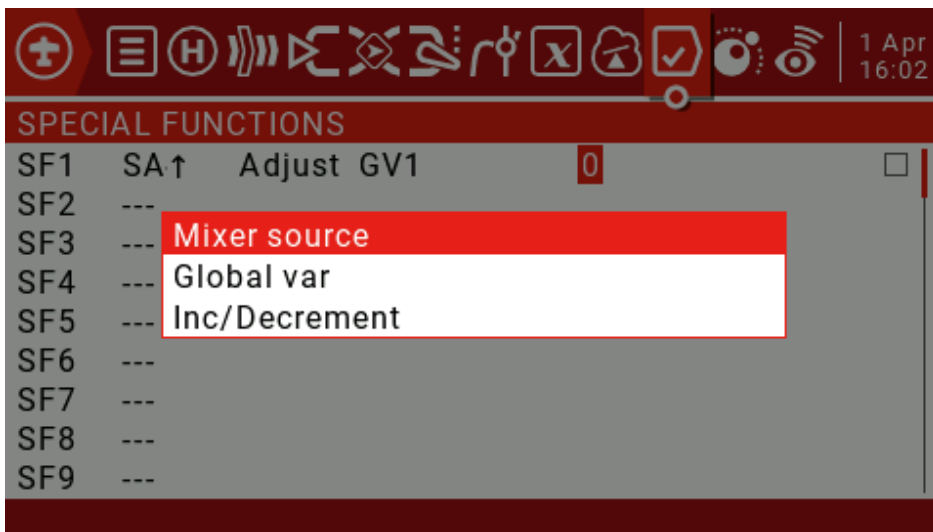 1 Apr
16:02
SPECIAL FUNCTIONS
SF1 SA↑ Adjust GV1 0
SF2 ---
SF3 --- Mixer source
SF4 --- Global var
SF5 --- Inc/Decrement
SF6 ---
SF7 ---
SF8 ---
SF9 ---